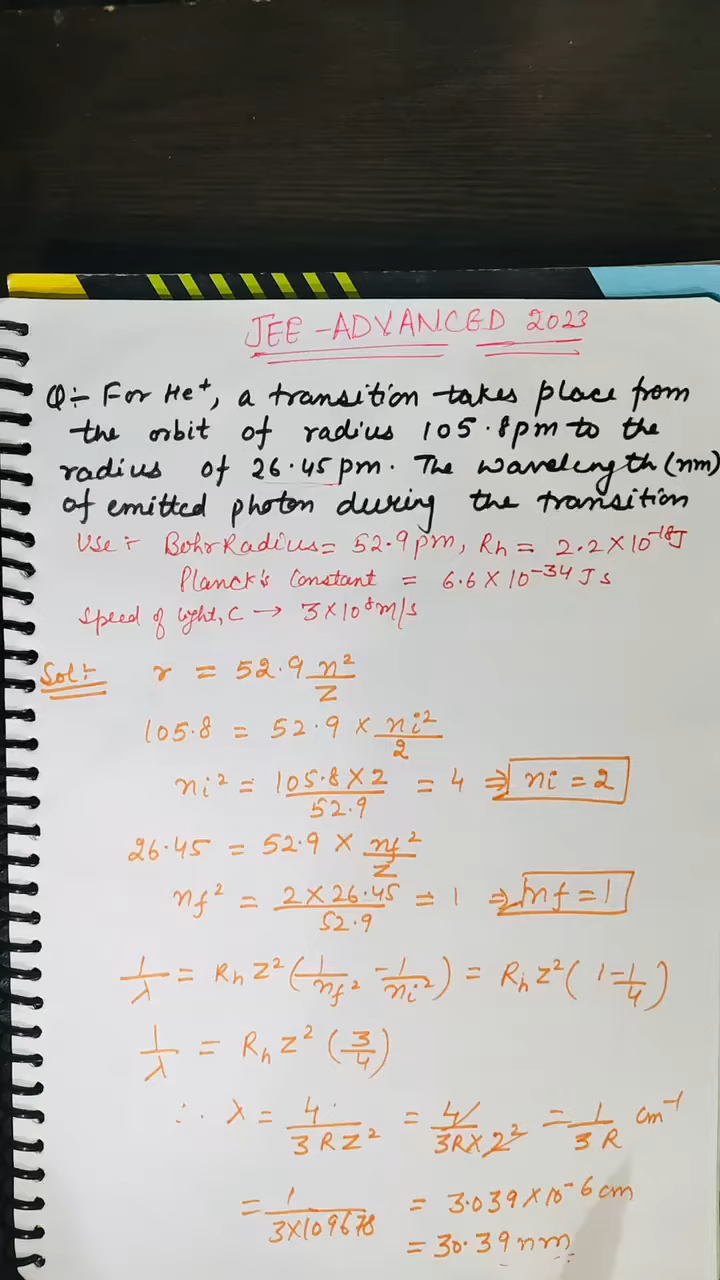 JEE-ADVANCED 2023
Q:- For He⁺, a transition takes place from
the orbit of radius 105.8pm to the
radius of 26.45 pm. The wavelength (nm)
of emitted photon during the transition
Use:- Bohr Radius = 52.9 pm, Rh = 2.2×10⁻¹⁸J
Planck's Constant = 6.6×10⁻³⁴ Js
Speed of light, C → 3×10⁸m/s
Sol:- r = 52.9 n²/Z
105.8 = 52.9 × ni²/2
ni² = 105.8×2/52.9 = 4 ⇒ ni = 2
26.45 = 52.9 × nf²/Z
nf² = 2×26.45/52.9 = 1 ⇒ nf = 1
1/λ = Rh Z² (1/nf² - 1/ni²) = Rh Z² (1 - 1/4)
1/λ = Rh Z² (3/4)
∴ λ = 4/3RZ² = 4/3R×2² = 1/3R cm⁻¹
= 1/3×109678 = 3.039×10⁻⁶ cm
= 30.39 nm